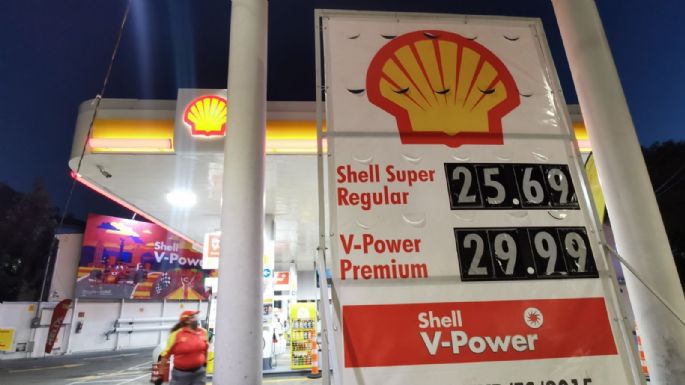 Shell Super
Regular
25.69
V-Power
Premium
29.99
Shell
V-Power
Shell
V-Power